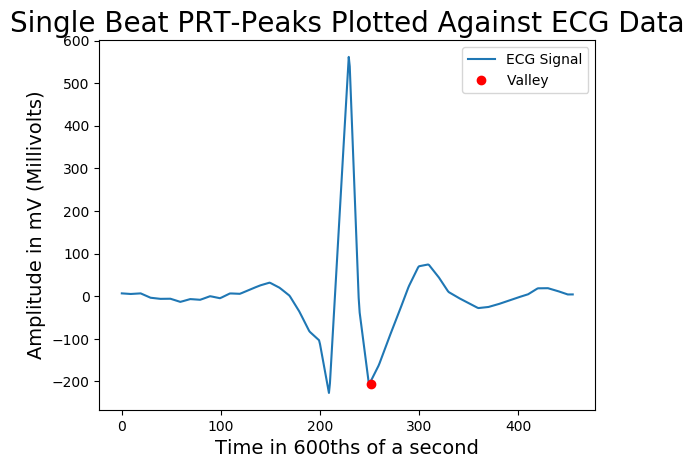 Single Beat PRT-Peaks Plotted Against ECG Data
600
500
400
300
200
100
0
−100
−200
Amplitude in mV (Millivolts)
ECG Signal
Valley
0 100 200 300 400
Time in 600ths of a second